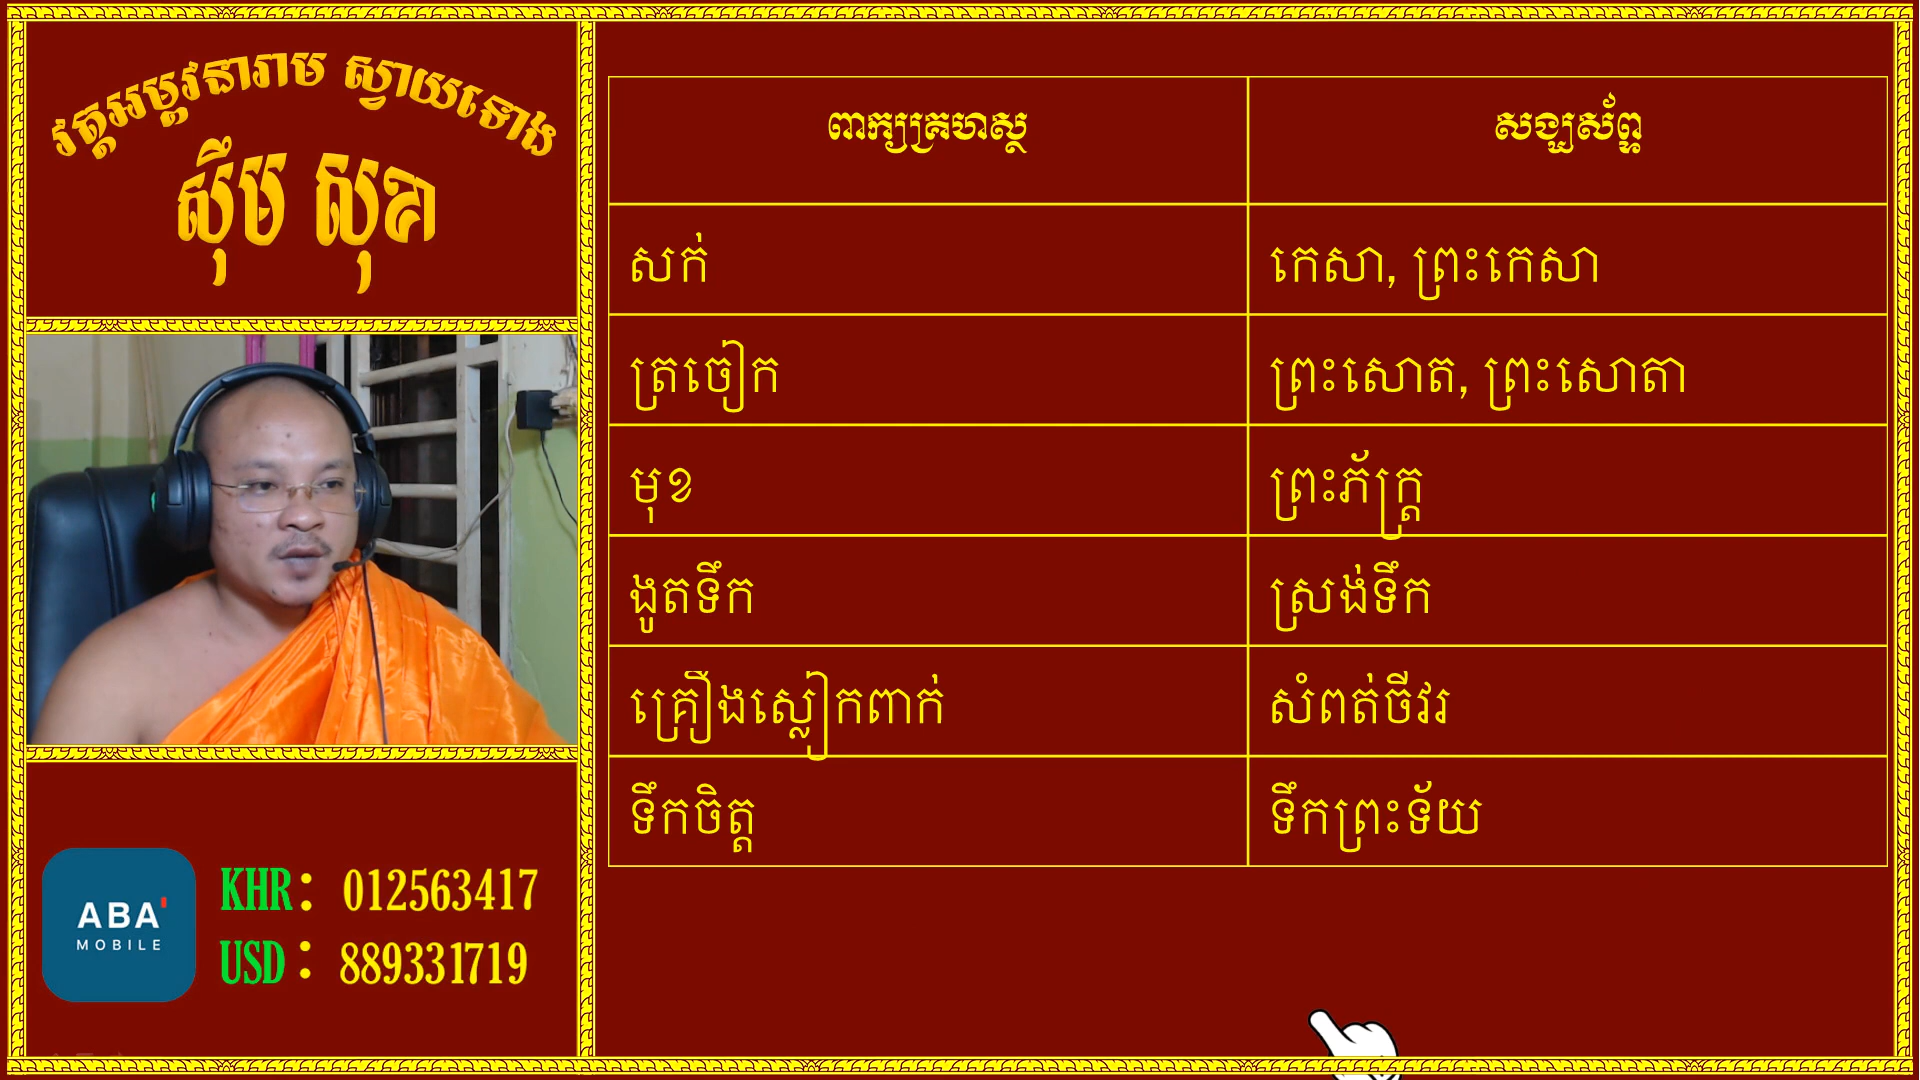 វត្តអម្ពវនារាម ស្វាយទោង
ស៊ឹម សុខា
ពាក្យគ្រហស្ថ សង្ឃស័ព្ទ
សក់ កេសា, ព្រះកេសា
ត្រចៀក ព្រះសោត, ព្រះសោតា
មុខ ព្រះភ័ក្ត្រ
ងូតទឹក ស្រង់ទឹក
គ្រឿងស្លៀកពាក់ សំពត់ចីវរ
ទឹកចិត្ត ទឹកព្រះទ័យ
ABA'
MOBILE
KHR: 012563417
USD: 889331719